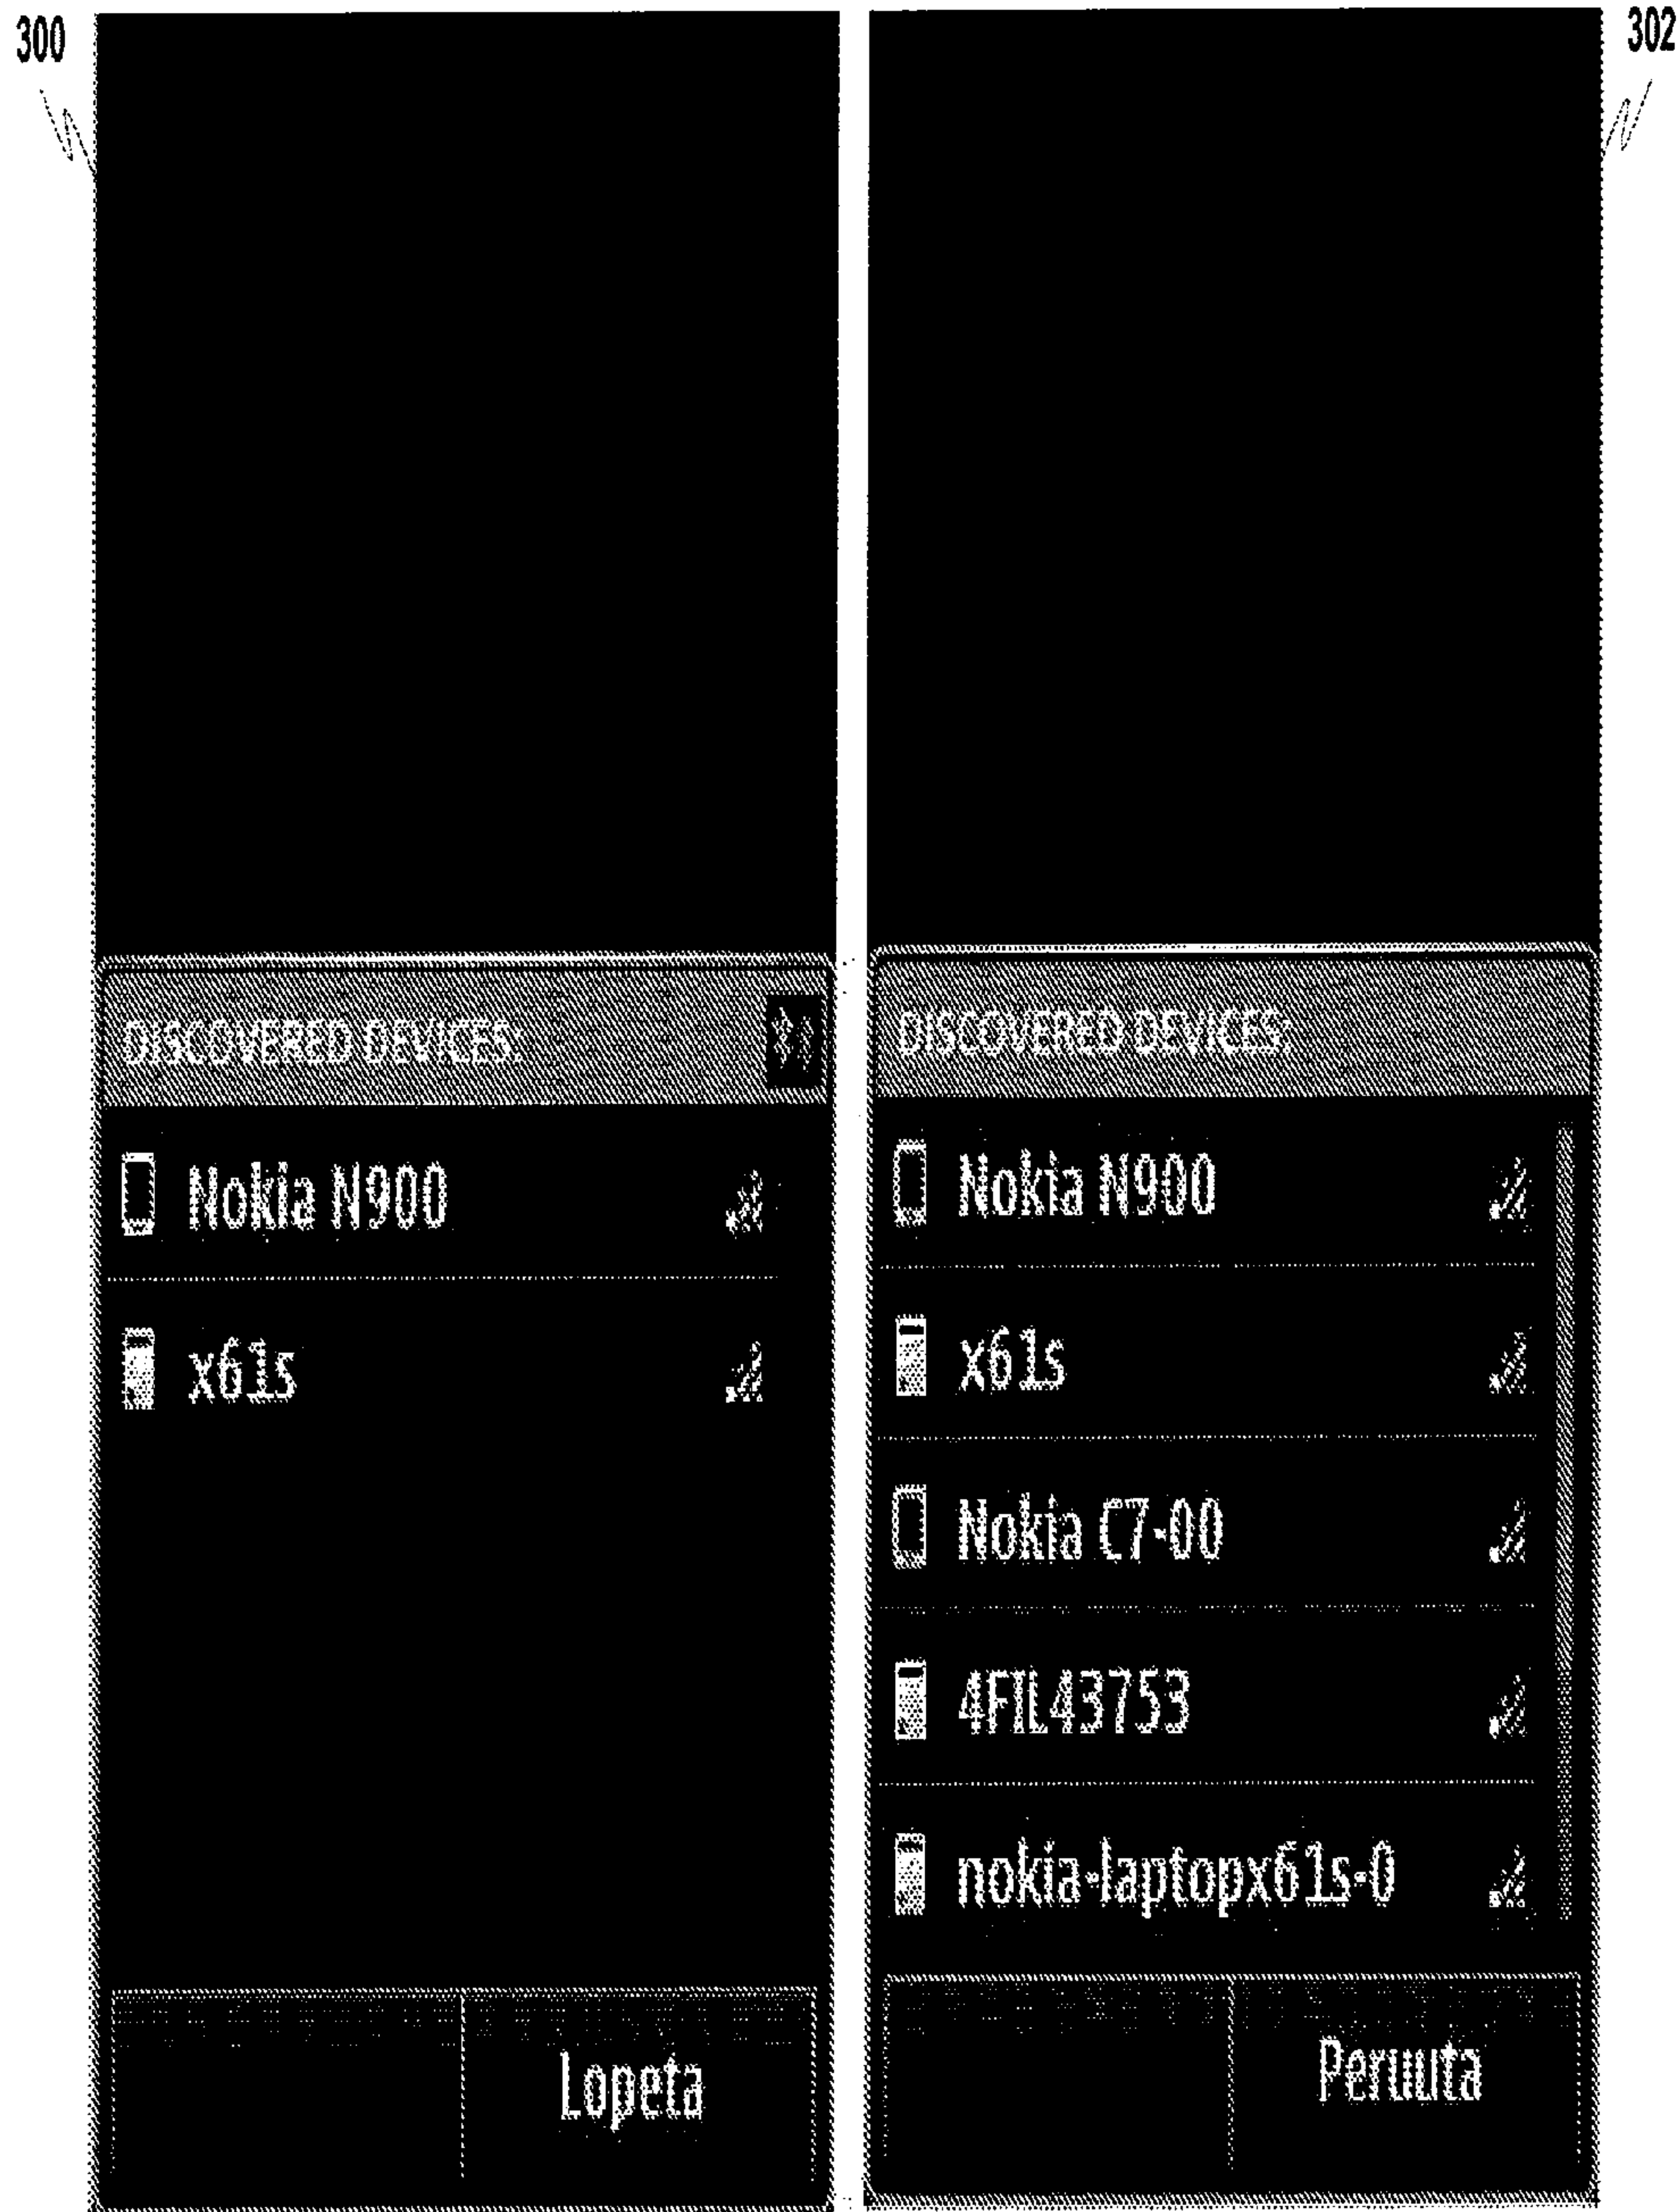 300
302
DISCOVERED DEVICES:
Nokia N900
x61s
Lopeta
DISCOVERED DEVICES:
Nokia N900
x61s
Nokia C7-00
4FIL43753
nokia-laptopx61s-0
Peruuta